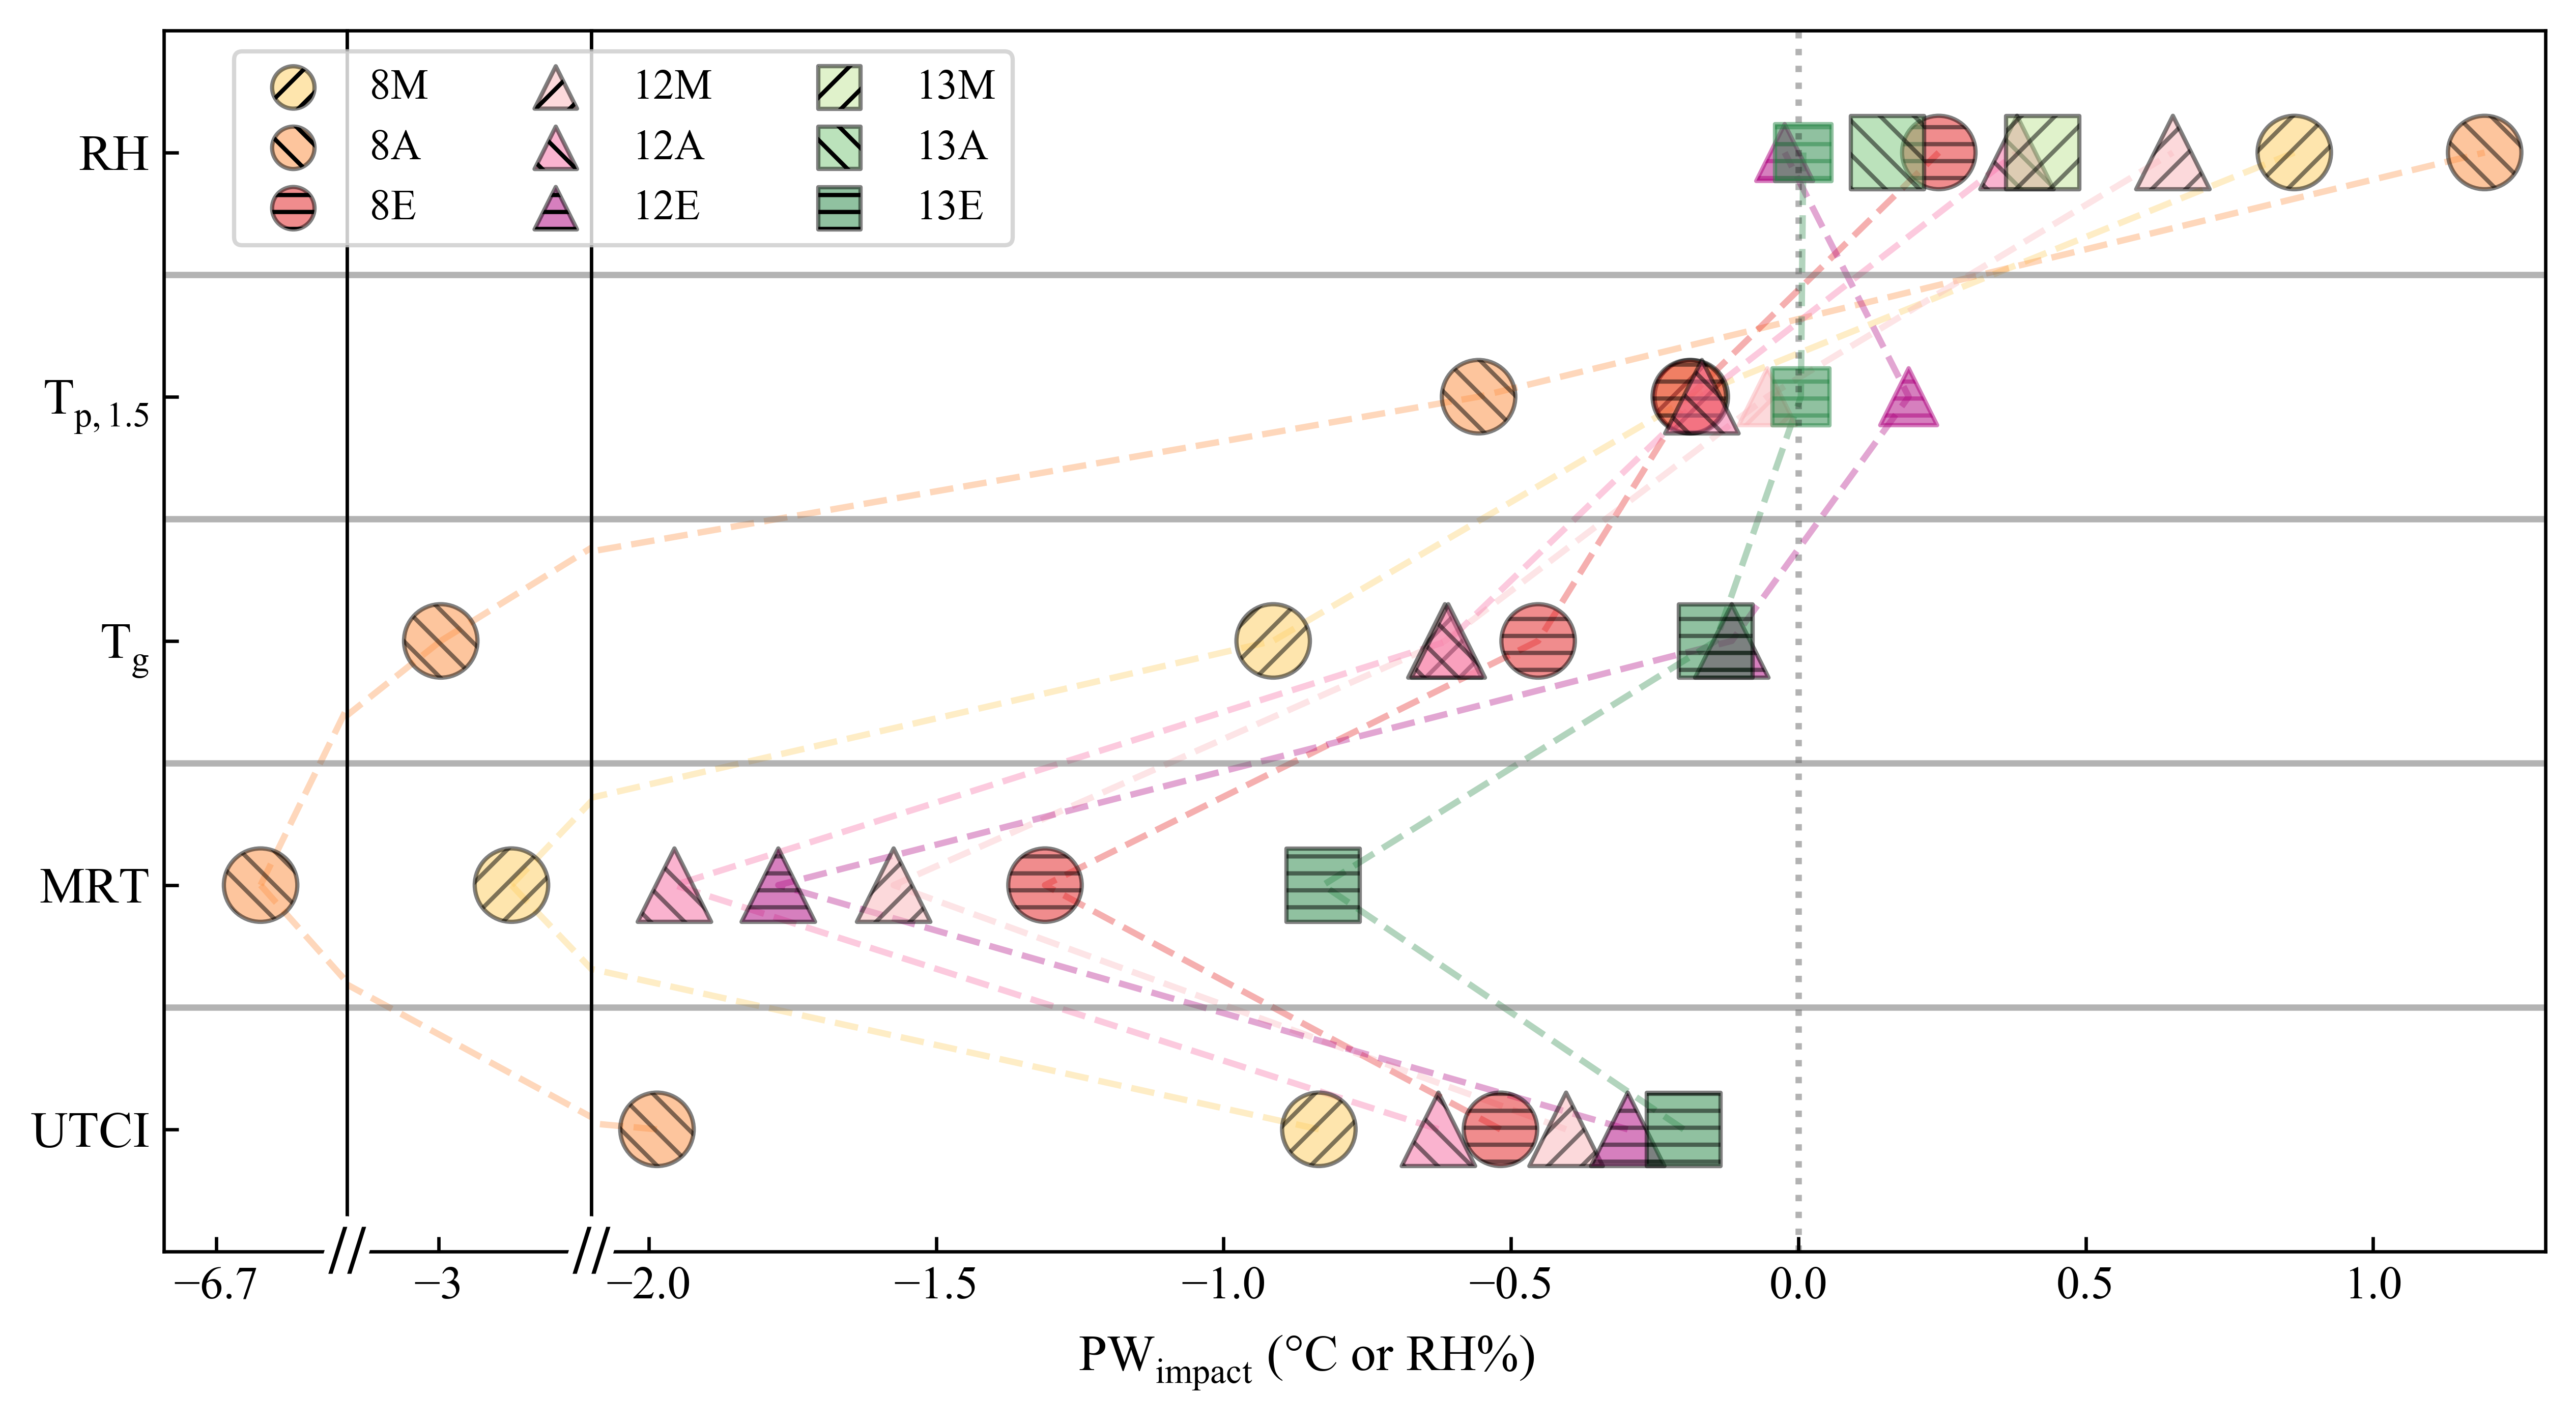 8M 12M 13M
8A 12A 13A
8E 12E 13E
RH
Tp, 1.5
Tg
MRT
UTCI
−6.7 −3 −2.0 −1.5 −1.0 −0.5 0.0 0.5 1.0
PWimpact (°C or RH%)